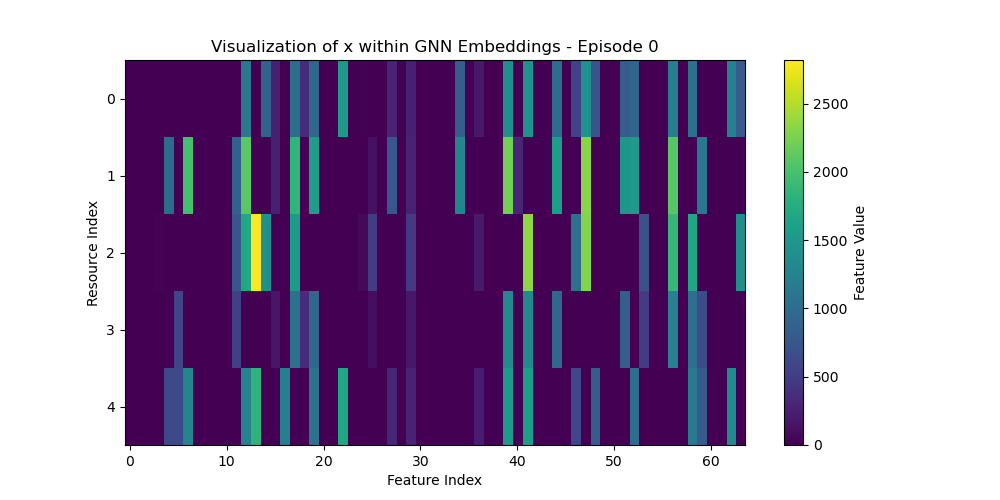 Visualization of x within GNN Embeddings - Episode 0
0
1
2
3
4
Resource Index
0 10 20 30 40 50 60
Feature Index
2500
2000
1500
1000
500
0
Feature Value